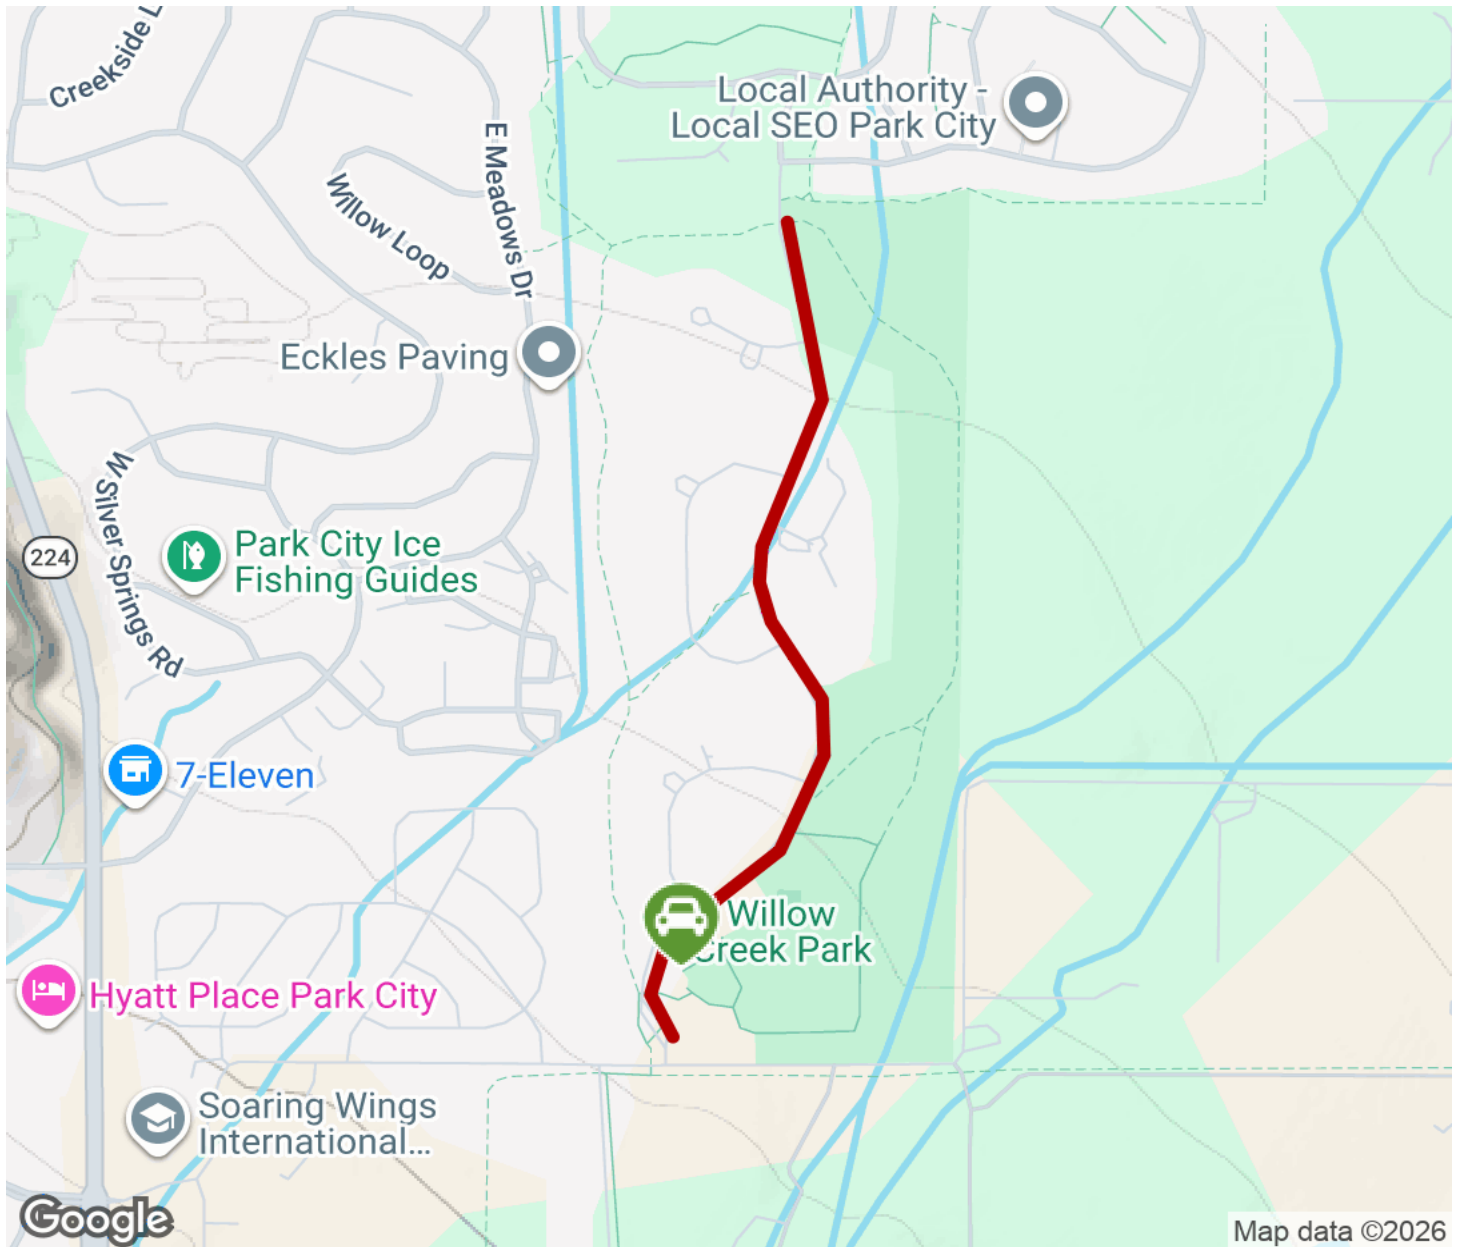 Creekside L
Local Authority -
Local SEO Park City
E Meadows Dr
Willow Loop
Eckles Paving
W Silver Springs Rd
224
Park City Ice
Fishing Guides
7-Eleven
Willow
Creek Park
Hyatt Place Park City
Soaring Wings
International...
Google
Map data ©2026